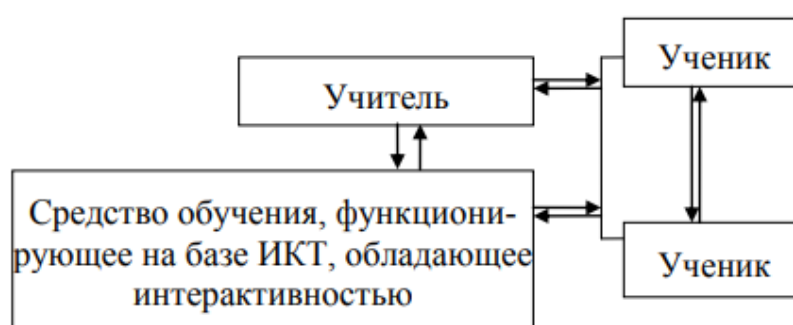 Ученик
Учитель
Средство обучения, функциони-
рующее на базе ИКТ, обладающее
интерактивностью
Ученик